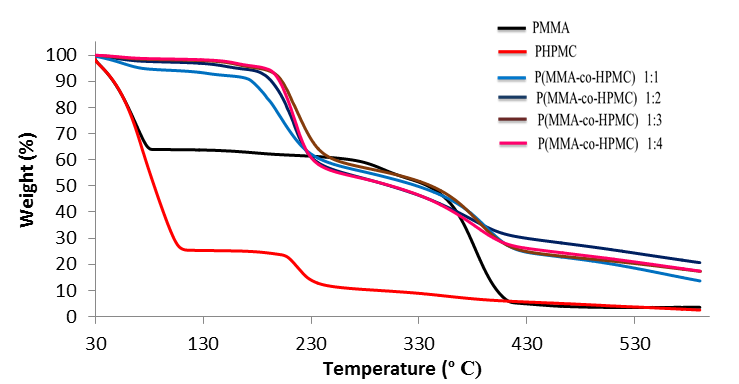 PMMA
PHPMC
P(MMA-co-HPMC) 1:1
P(MMA-co-HPMC) 1:2
P(MMA-co-HPMC) 1:3
P(MMA-co-HPMC) 1:4
100
90
80
70
60
50
40
30
20
10
0
Weight (%)
30 130 230 330 430 530
Temperature (° C)